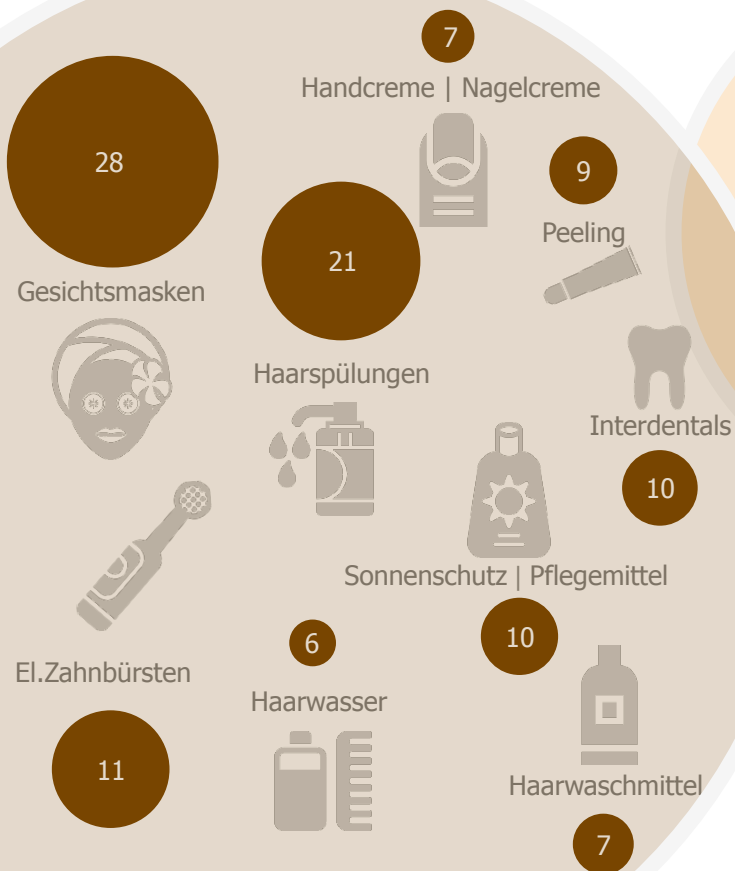 7
Handcreme | Nagelcreme
28
Gesichtsmasken
9
Peeling
21
Haarspülungen
Interdentals
10
Sonnenschutz | Pflegemittel
10
El.Zahnbürsten
11
6
Haarwasser
Haarwaschmittel
7